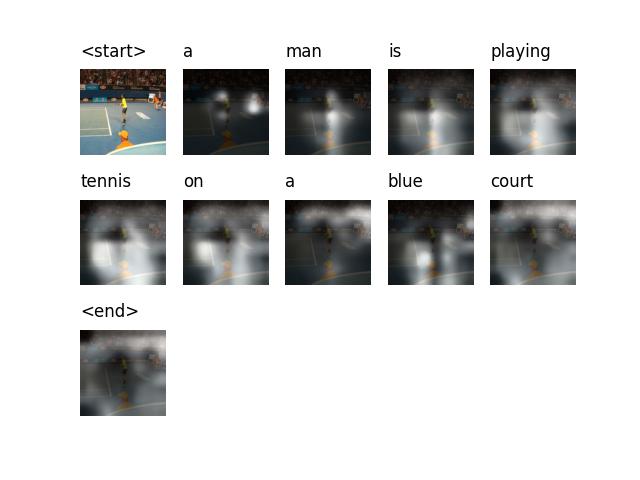 <start> a man is playing
tennis on a blue court
<end>